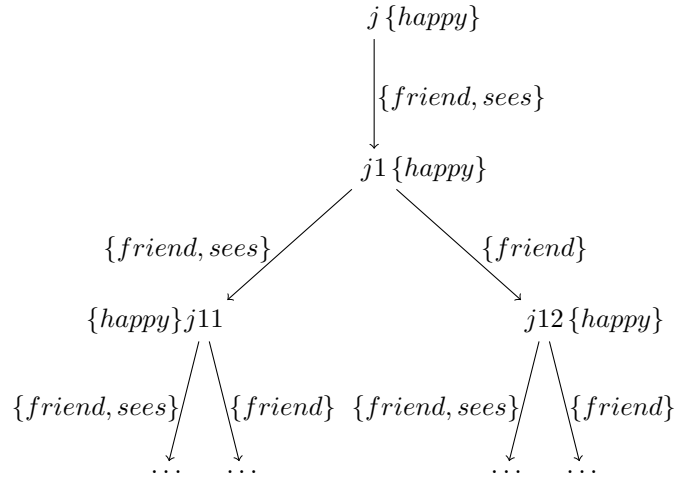 j {happy}
{friend, sees}
j1 {happy}
{friend, sees} {friend}
{happy}j11 j12 {happy}
{friend, sees} {friend} {friend, sees} {friend}
... ... ... ...